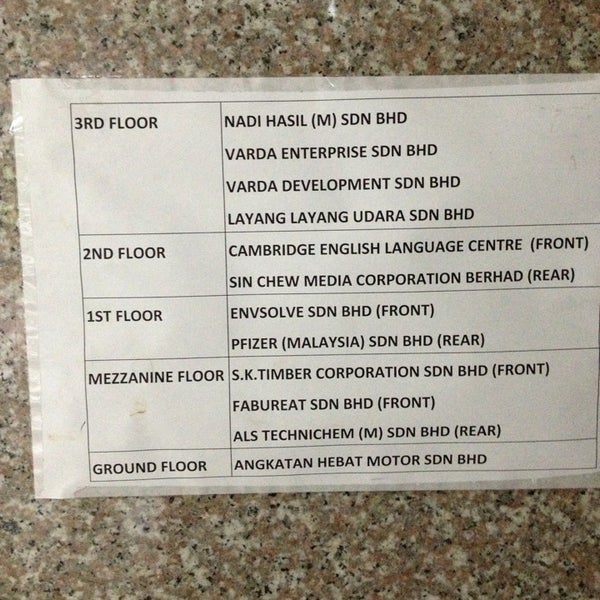 3RD FLOOR NADI HASIL (M) SDN BHD
VARDA ENTERPRISE SDN BHD
VARDA DEVELOPMENT SDN BHD
LAYANG LAYANG UDARA SDN BHD
2ND FLOOR CAMBRIDGE ENGLISH LANGUAGE CENTRE (FRONT)
SIN CHEW MEDIA CORPORATION BERHAD (REAR)
1ST FLOOR ENVSOLVE SDN BHD (FRONT)
PFIZER (MALAYSIA) SDN BHD (REAR)
MEZZANINE FLOOR S.K.TIMBER CORPORATION SDN BHD (FRONT)
FABUREAT SDN BHD (FRONT)
ALS TECHNICHEM (M) SDN BHD (REAR)
GROUND FLOOR ANGKATAN HEBAT MOTOR SDN BHD